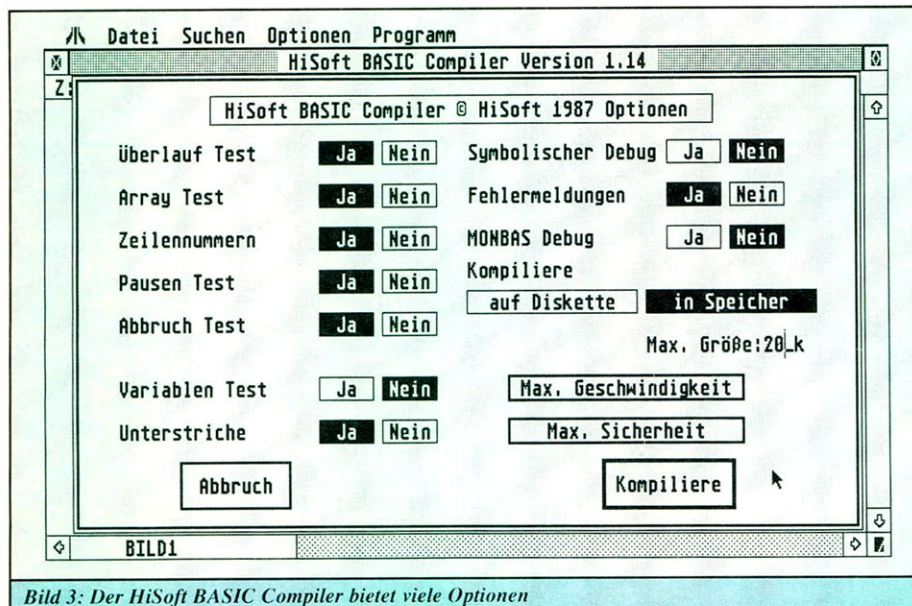 Datei Suchen Optionen Programm
HiSoft BASIC Compiler Version 1.14
Z:
HiSoft BASIC Compiler © HiSoft 1987 Optionen
Überlauf Test Ja Nein Symbolischer Debug Ja Nein
Array Test Ja Nein Fehlermeldungen Ja Nein
Zeilennummern Ja Nein MONBAS Debug Ja Nein
Pausen Test Ja Nein Kompiliere
auf Diskette in Speicher
Abbruch Test Ja Nein
Max. Größe:20_k
Variablen Test Ja Nein Max. Geschwindigkeit
Unterstriche Ja Nein Max. Sicherheit
Abbruch Kompiliere
BILD1
Bild 3: Der HiSoft BASIC Compiler bietet viele Optionen